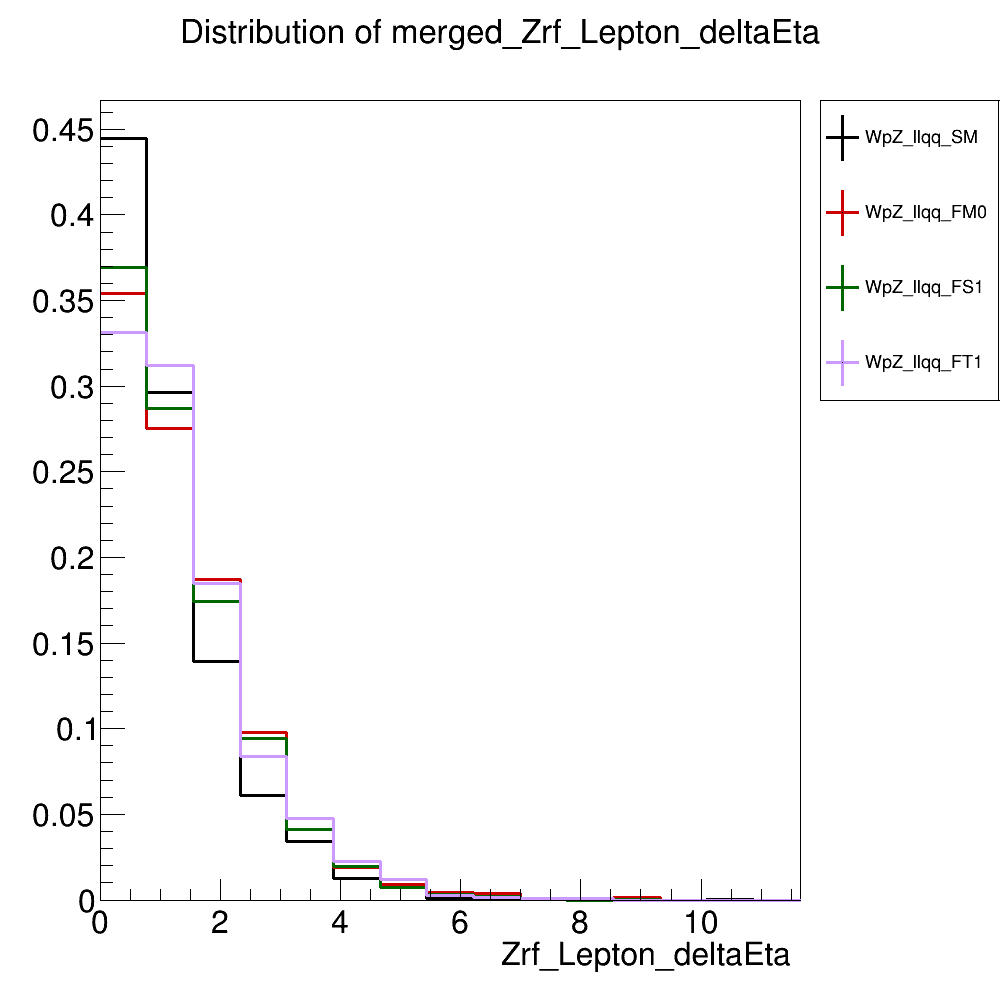 Distribution of merged_Zrf_Lepton_deltaEta
WpZ_llqq_SM
WpZ_llqq_FM0
WpZ_llqq_FS1
WpZ_llqq_FT1
0.45
0.4
0.35
0.3
0.25
0.2
0.15
0.1
0.05
0
0 2 4 6 8 10
Zrf_Lepton_deltaEta